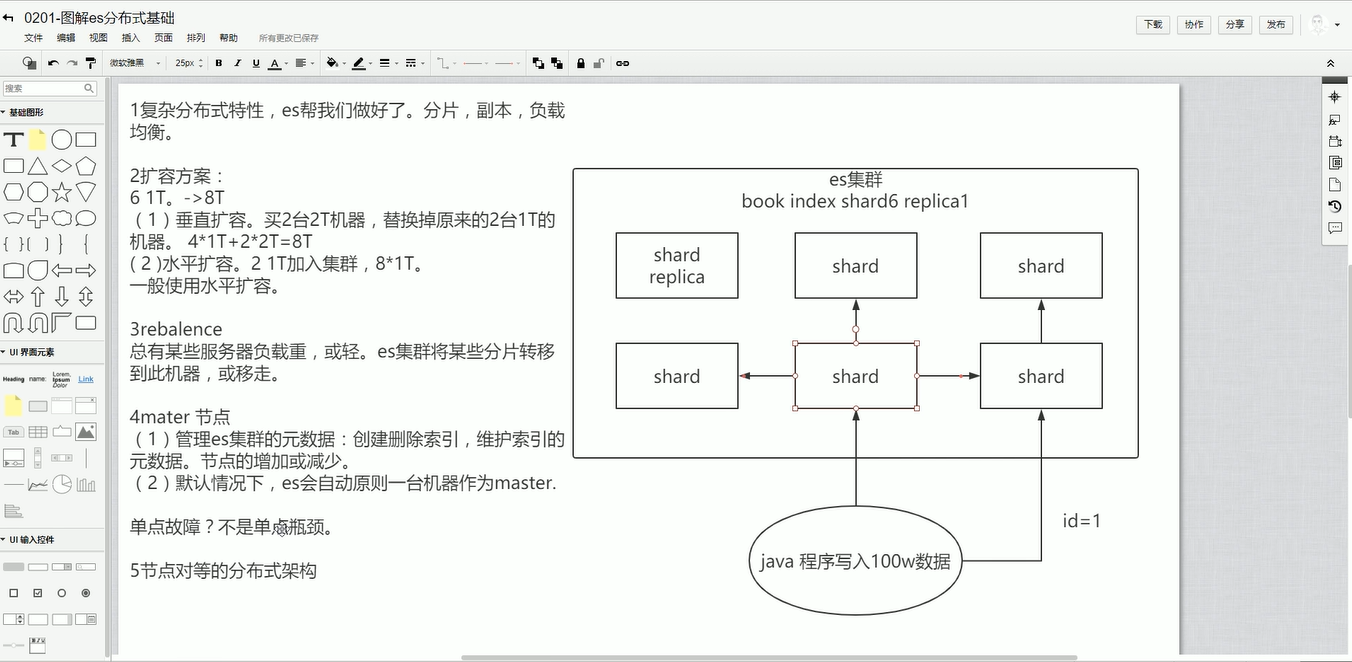 0201-图解es分布式基础
文件 编辑 视图 插入 页面 排列 帮助 所有更改已保存
下载 协作 分享 发布
微软雅黑 25px B I U A
搜索
基础图形
T
UI 界面元素
Heading name: Lorem, Ipsum Dolor Link
Tab
UI 输入控件
1复杂分布式特性，es帮我们做好了。分片，副本，负载
均衡。
2扩容方案：
6 1T。->8T
（1）垂直扩容。买2台2T机器，替换掉原来的2台1T的
机器。 4*1T+2*2T=8T
( 2 )水平扩容。2 1T加入集群，8*1T。
一般使用水平扩容。
3rebalence
总有某些服务器负载重，或轻。es集群将某些分片转移
到此机器，或移走。
4mater 节点
（1）管理es集群的元数据：创建删除索引，维护索引的
元数据。节点的增加或减少。
（2）默认情况下，es会自动原则一台机器作为master.
单点故障？不是单点瓶颈。
5节点对等的分布式架构
es集群
book index shard6 replica1
shard
replica
shard
shard
shard
shard
shard
id=1
java 程序写入100w数据